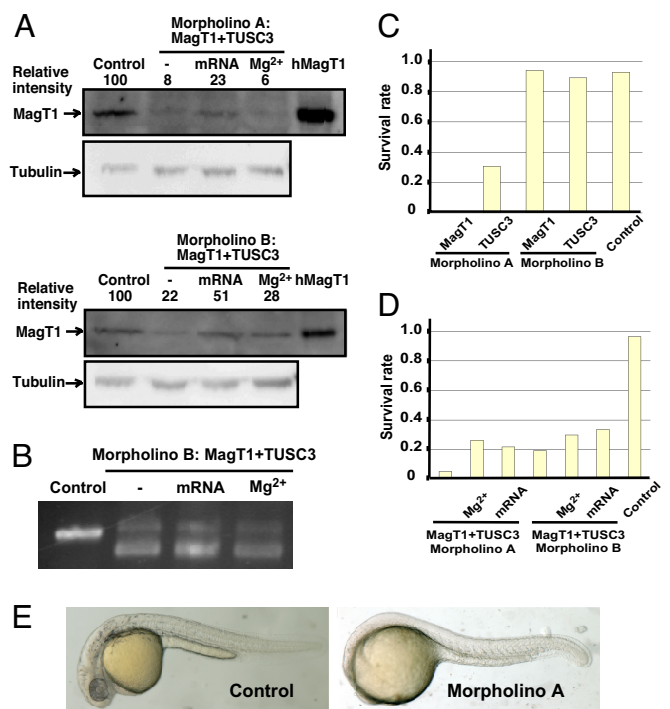 A
Morpholino A:
MagT1+TUSC3
Control - mRNA Mg²⁺ hMagT1
Relative intensity 100 8 23 6
MagT1
Tubulin
Morpholino B:
MagT1+TUSC3
Control - mRNA Mg²⁺ hMagT1
Relative intensity 100 22 51 28
MagT1
Tubulin
B
Morpholino B: MagT1+TUSC3
Control - mRNA Mg²⁺
C
Survival rate
1.0
0.8
0.6
0.4
0.2
0
MagT1 TUSC3 MagT1 TUSC3 Control
Morpholino A Morpholino B
D
Survival rate
1.0
0.8
0.6
0.4
0.2
0
Mg²⁺ mRNA Mg²⁺ mRNA Control
MagT1+TUSC3 MagT1+TUSC3
Morpholino A Morpholino B
E
Control
Morpholino A